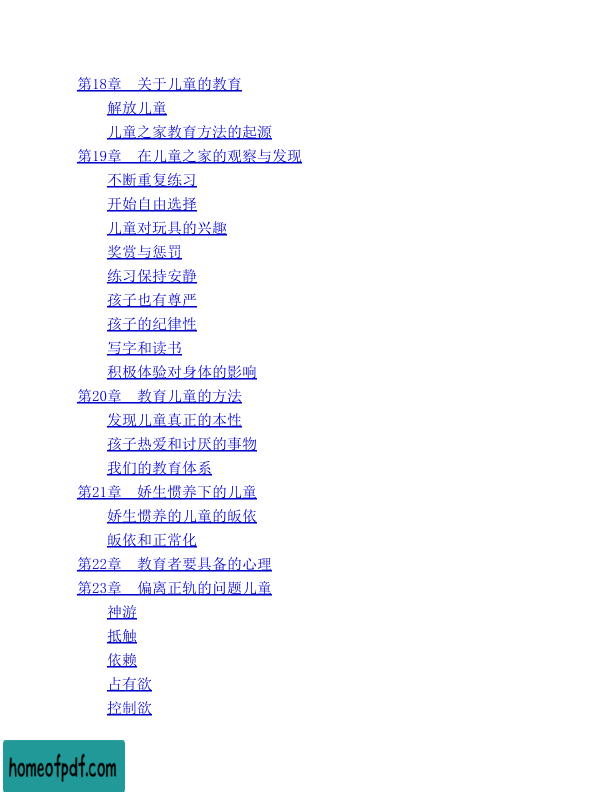 第18章　关于儿童的教育
解放儿童
儿童之家教育方法的起源
第19章　在儿童之家的观察与发现
不断重复练习
开始自由选择
儿童对玩具的兴趣
奖赏与惩罚
练习保持安静
孩子也有尊严
孩子的纪律性
写字和读书
积极体验对身体的影响
第20章　教育儿童的方法
发现儿童真正的本性
孩子热爱和讨厌的事物
我们的教育体系
第21章　娇生惯养下的儿童
娇生惯养的儿童的皈依
皈依和正常化
第22章　教育者要具备的心理
第23章　偏离正轨的问题儿童
神游
抵触
依赖
占有欲
控制欲
homeofpdf.com